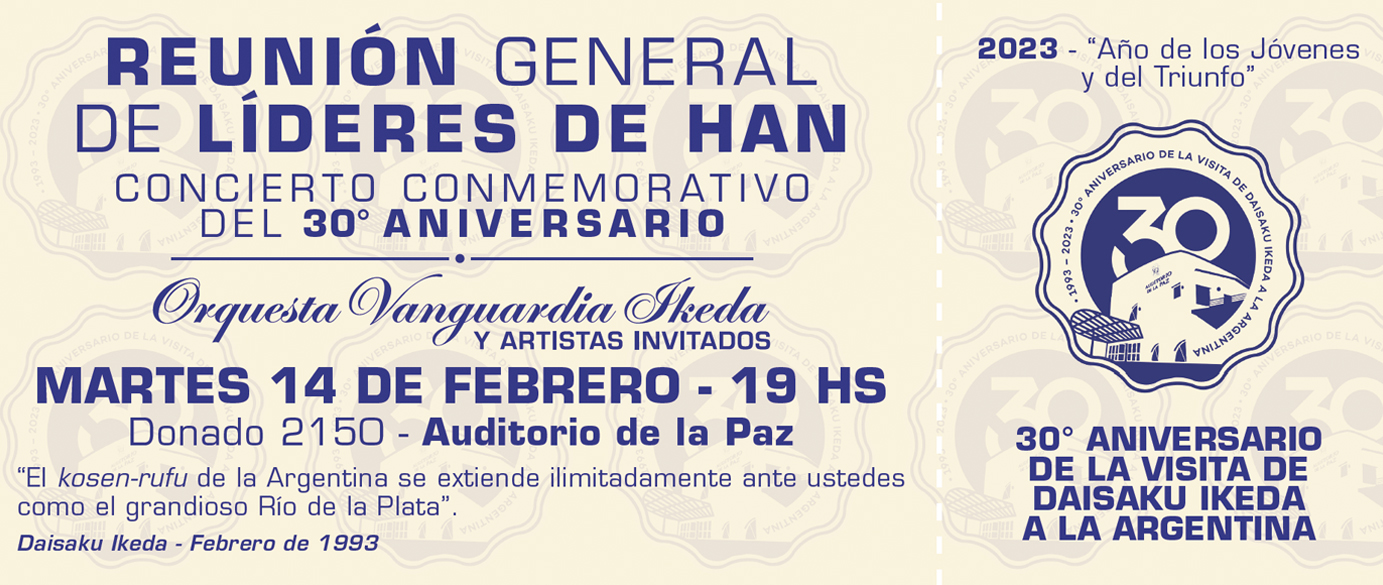 REUNIÓN GENERAL
DE LÍDERES DE HAN
CONCIERTO CONMEMORATIVO
DEL 30° ANIVERSARIO
Orquesta Vanguardia Ikeda
Y ARTISTAS INVITADOS
MARTES 14 DE FEBRERO - 19 HS
Donado 2150 - Auditorio de la Paz
“El kosen-rufu de la Argentina se extiende ilimitadamente ante ustedes
como el grandioso Río de la Plata”.
Daisaku Ikeda - Febrero de 1993
2023 - “Año de los Jóvenes
y del Triunfo”
• 1993 – 2023 • 30° ANIVERSARIO DE LA VISITA DE DAISAKU IKEDA A LA ARGENTINA
30
AUDITORIO
DE LA PAZ
30° ANIVERSARIO
DE LA VISITA DE
DAISAKU IKEDA
A LA ARGENTINA